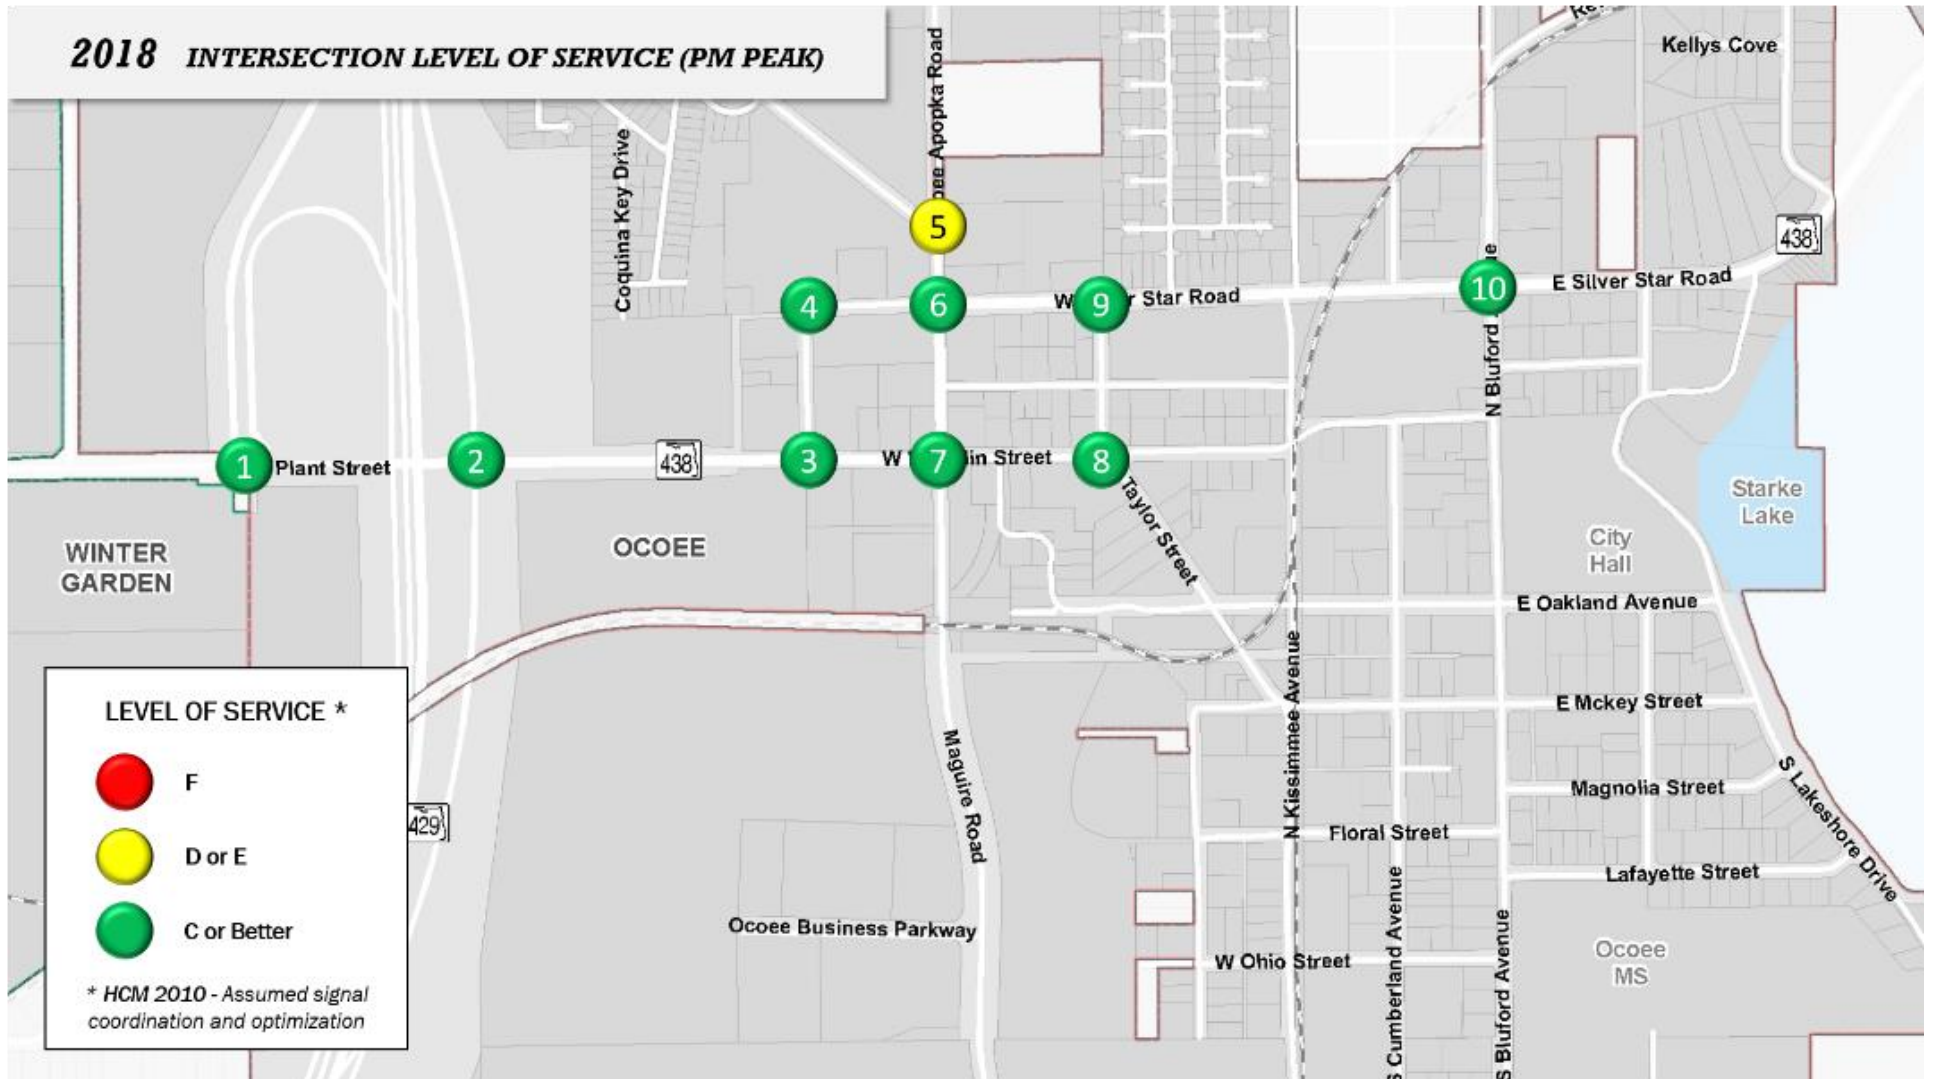 2018 INTERSECTION LEVEL OF SERVICE (PM PEAK)
Kellys Cove
Apopka Road
Coquina Key Drive
5
438
4
6
W
9
Star Road
10
E Silver Star Road
N Bluford
1
Plant Street
2
438
3
W
7
lin Street
8
Taylor Street
Starke
Lake
WINTER
GARDEN
OCOEE
City
Hall
E Oakland Avenue
N Kissimmee Avenue
E Mckey Street
Maguire Road
Magnolia Street
S Lakeshore Drive
Floral Street
Lafayette Street
429
Ocoee Business Parkway
W Ohio Street
S Cumberland Avenue
S Bluford Avenue
Ocoee
MS
LEVEL OF SERVICE *
F
D or E
C or Better
* HCM 2010 - Assumed signal
coordination and optimization